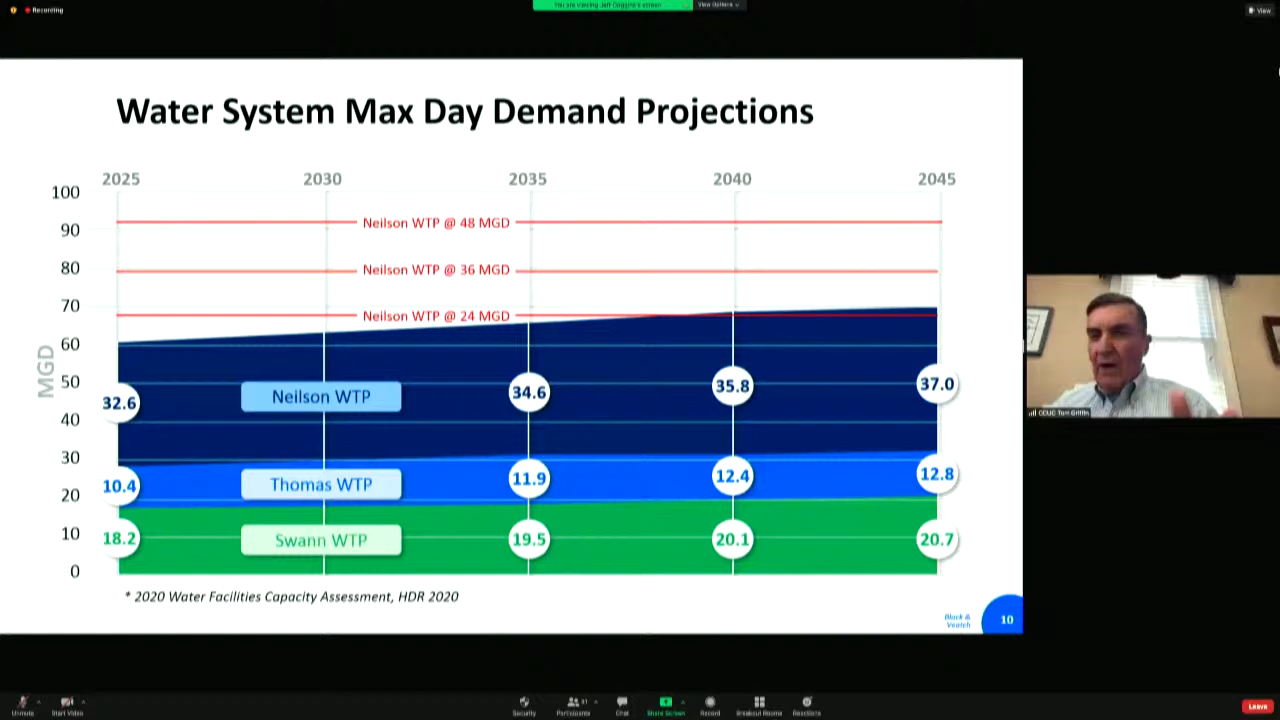 Recording
You are viewing Jeff Coggins's screen
View Options
View
Water System Max Day Demand Projections
2025 2030 2035 2040 2045
100
90
80
70
60
50
40
30
20
10
0
MGD
Neilson WTP @ 48 MGD
Neilson WTP @ 36 MGD
Neilson WTP @ 24 MGD
32.6 Neilson WTP 34.6 35.8 37.0
10.4 Thomas WTP 11.9 12.4 12.8
18.2 Swann WTP 19.5 20.1 20.7
* 2020 Water Facilities Capacity Assessment, HDR 2020
Black &
Veatch
10
CCUC Tom Griffin
Unmute Start Video Security Participants 31 Chat Share Screen Record Breakout Rooms Reactions Leave